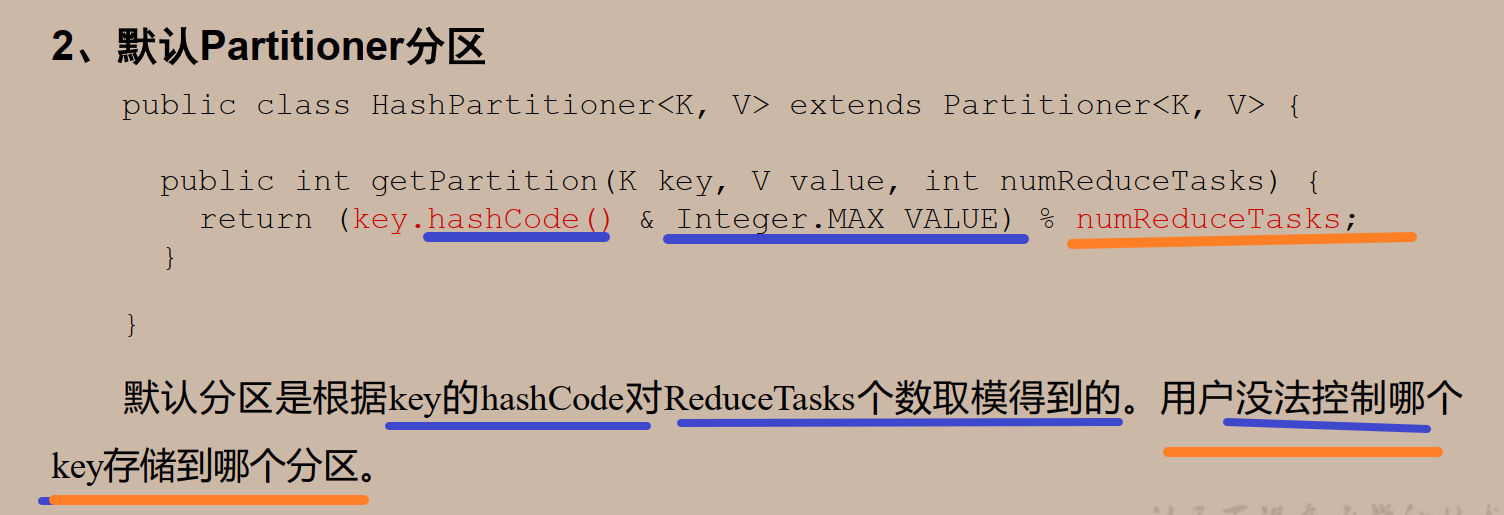 2、默认Partitioner分区
public class HashPartitioner<K, V> extends Partitioner<K, V> {
public int getPartition(K key, V value, int numReduceTasks) {
return (key.hashCode() & Integer.MAX VALUE) % numReduceTasks;
}
}
默认分区是根据key的hashCode对ReduceTasks个数取模得到的。用户没法控制哪个
key存储到哪个分区。